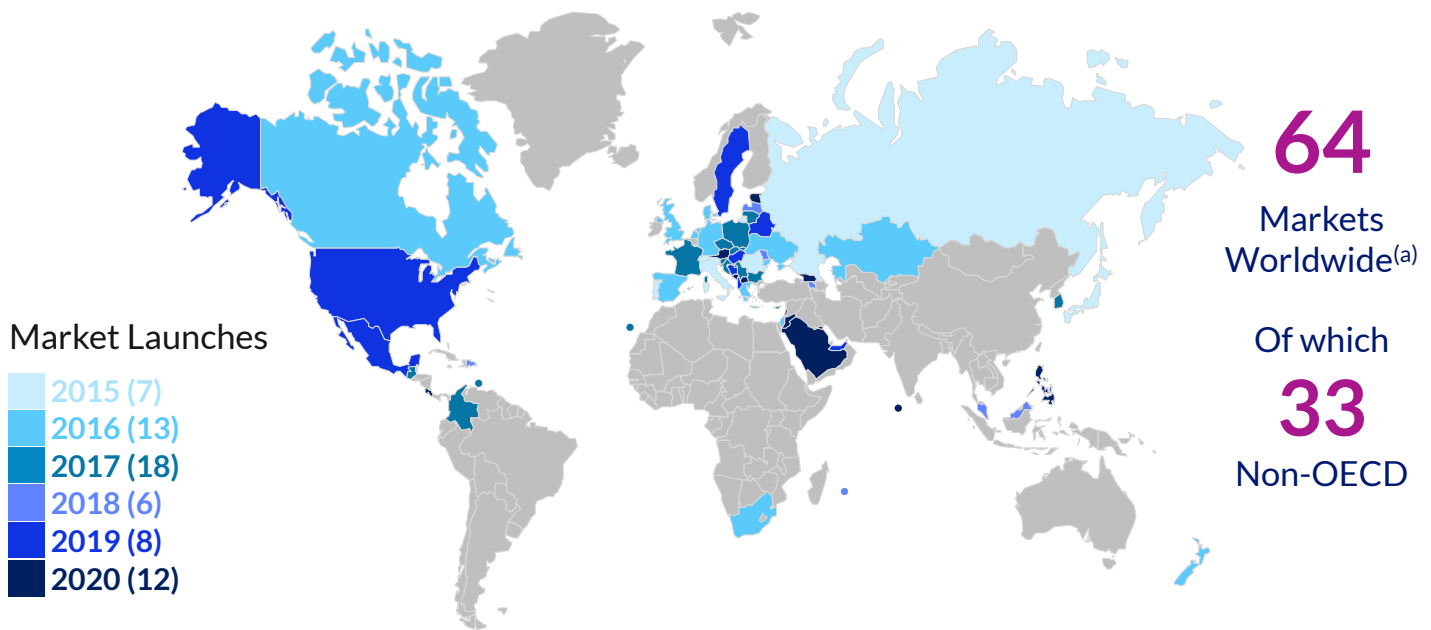 Market Launches
2015 (7)
2016 (13)
2017 (18)
2018 (6)
2019 (8)
2020 (12)
64
Markets
Worldwide(a)
Of which
33
Non-OECD